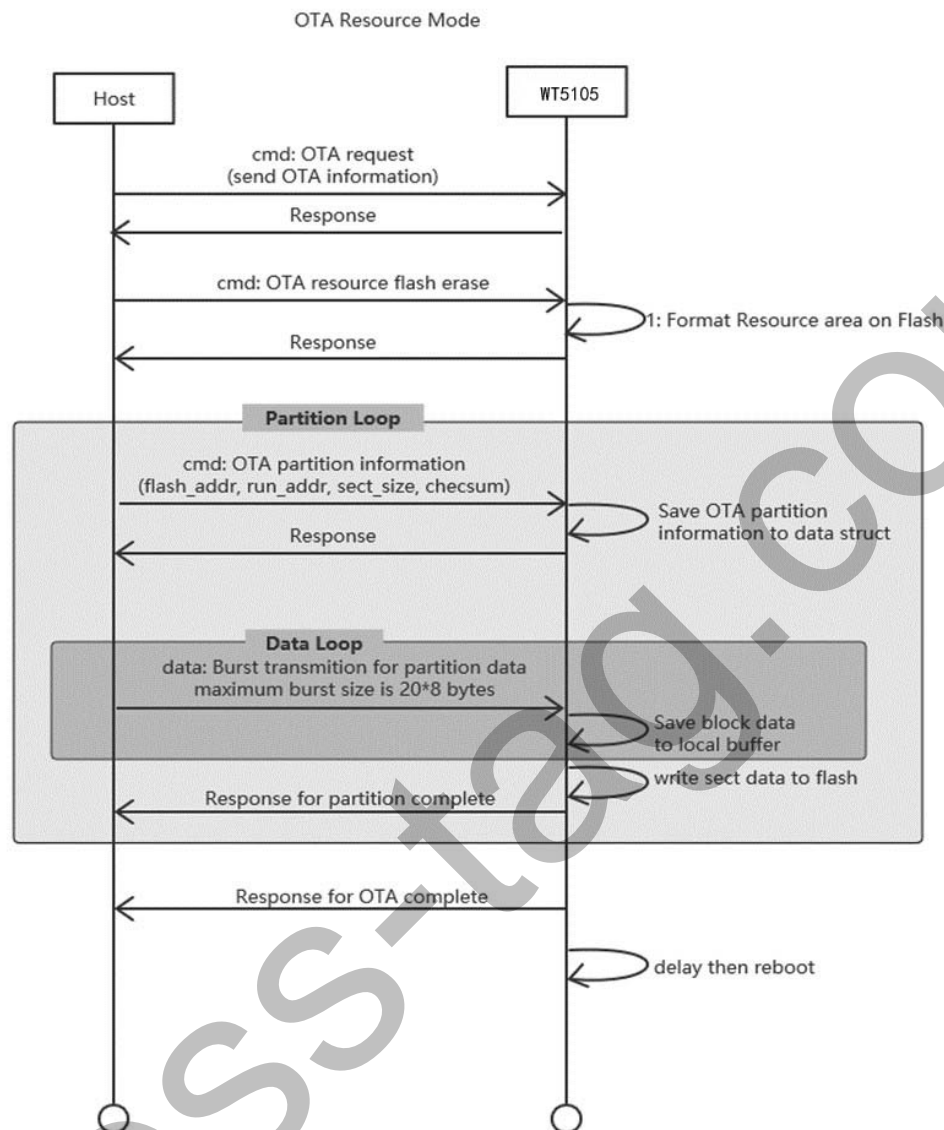 OTA Resource Mode
Host
WT5105
cmd: OTA request
(send OTA information)
Response
cmd: OTA resource flash erase
1: Format Resource area on Flash
Response
Partition Loop
cmd: OTA partition information
(flash_addr, run_addr, sect_size, checsum)
Save OTA partition
information to data struct
Response
Data Loop
data: Burst transmition for partition data
maximum burst size is 20*8 bytes
Save block data
to local buffer
write sect data to flash
Response for partition complete
Response for OTA complete
delay then reboot
ss-tag.co